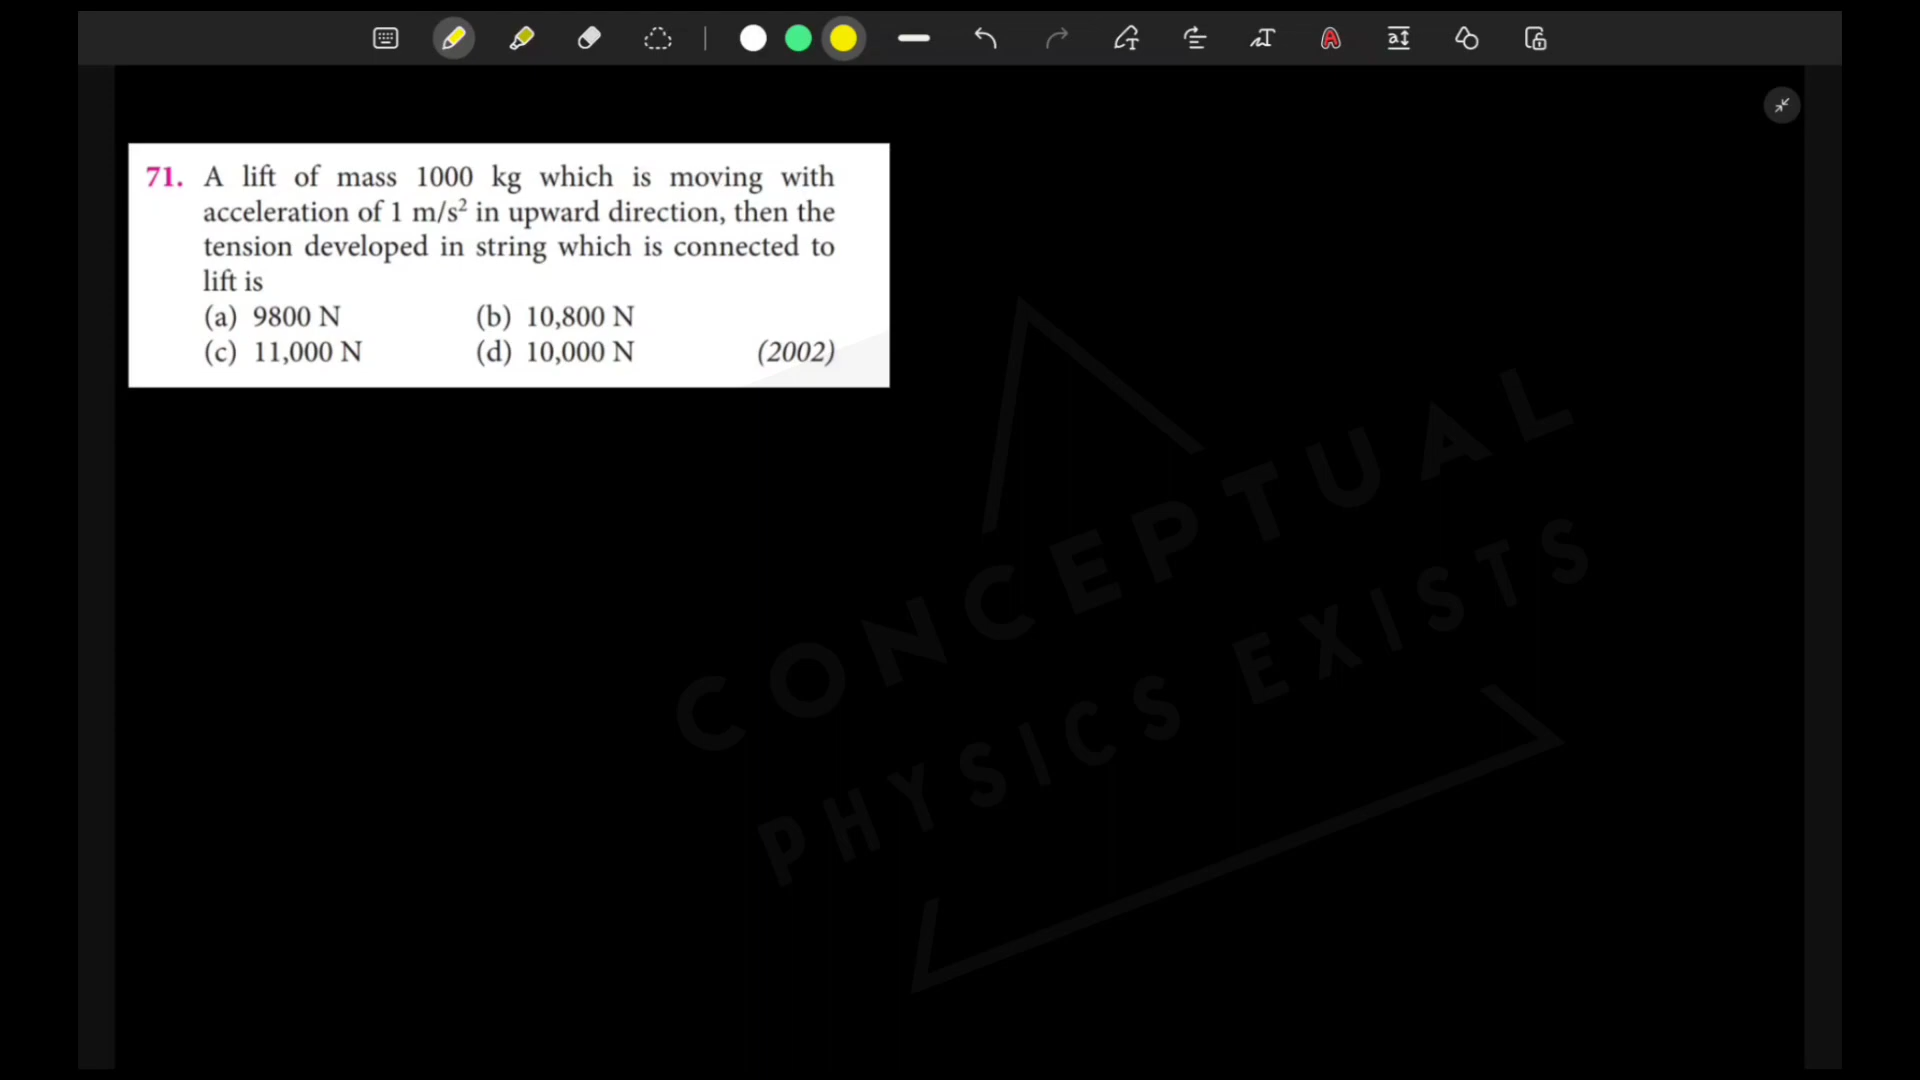 71. A lift of mass 1000 kg which is moving with
acceleration of 1 m/s² in upward direction, then the
tension developed in string which is connected to
lift is
(a) 9800 N (b) 10,800 N
(c) 11,000 N (d) 10,000 N (2002)
CONCEPTUAL
PHYSICS EXISTS